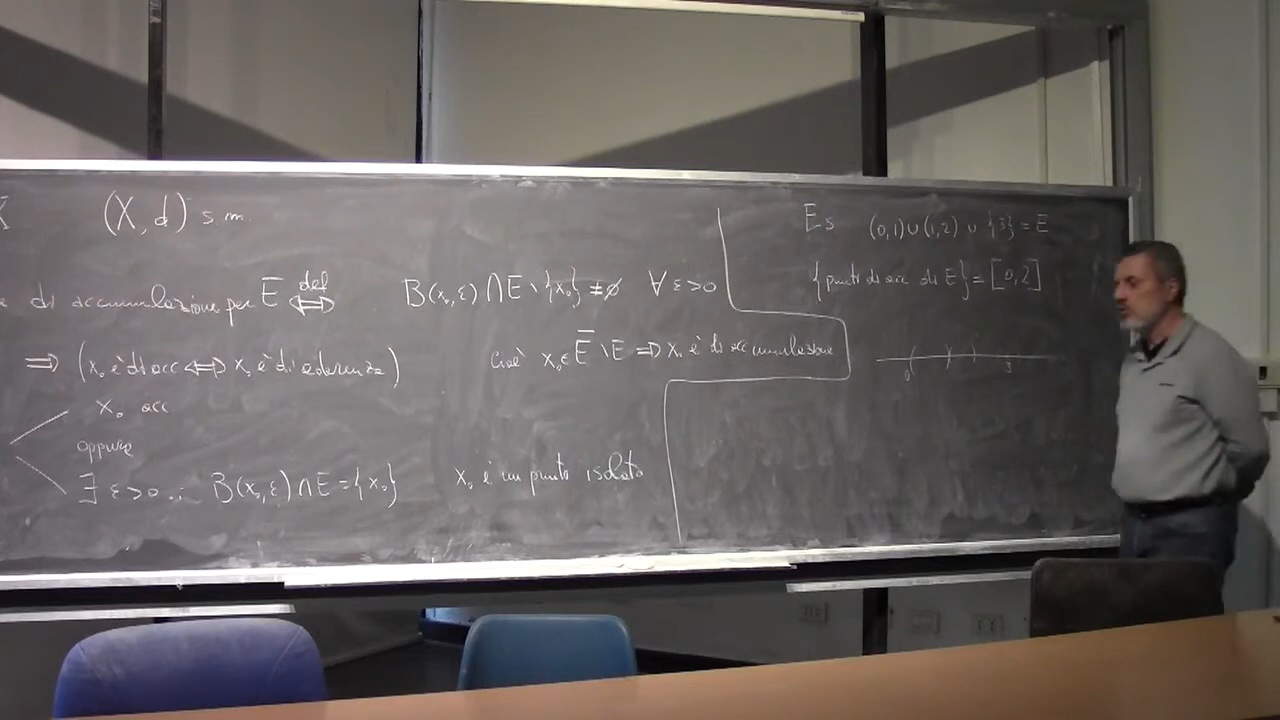 X (X,d) s.m.
di accumulazione per E ⇔ def B(x₀,ε)∩E∖{x₀}≠∅ ∀ε>0
⇒ (x₀ è di acc ⇔ x₀ è di aderenza) Cioè x₀∈E̅∖E ⇒ x₀ è di accumulazione
x₀ acc
oppure
∃ε>0 .: B(x₀,ε)∩E={x₀} x₀ è un punto isolato
Es (0,1)∪(1,2)∪{3}=E
{punti di acc di E}=[0,2]
0 3